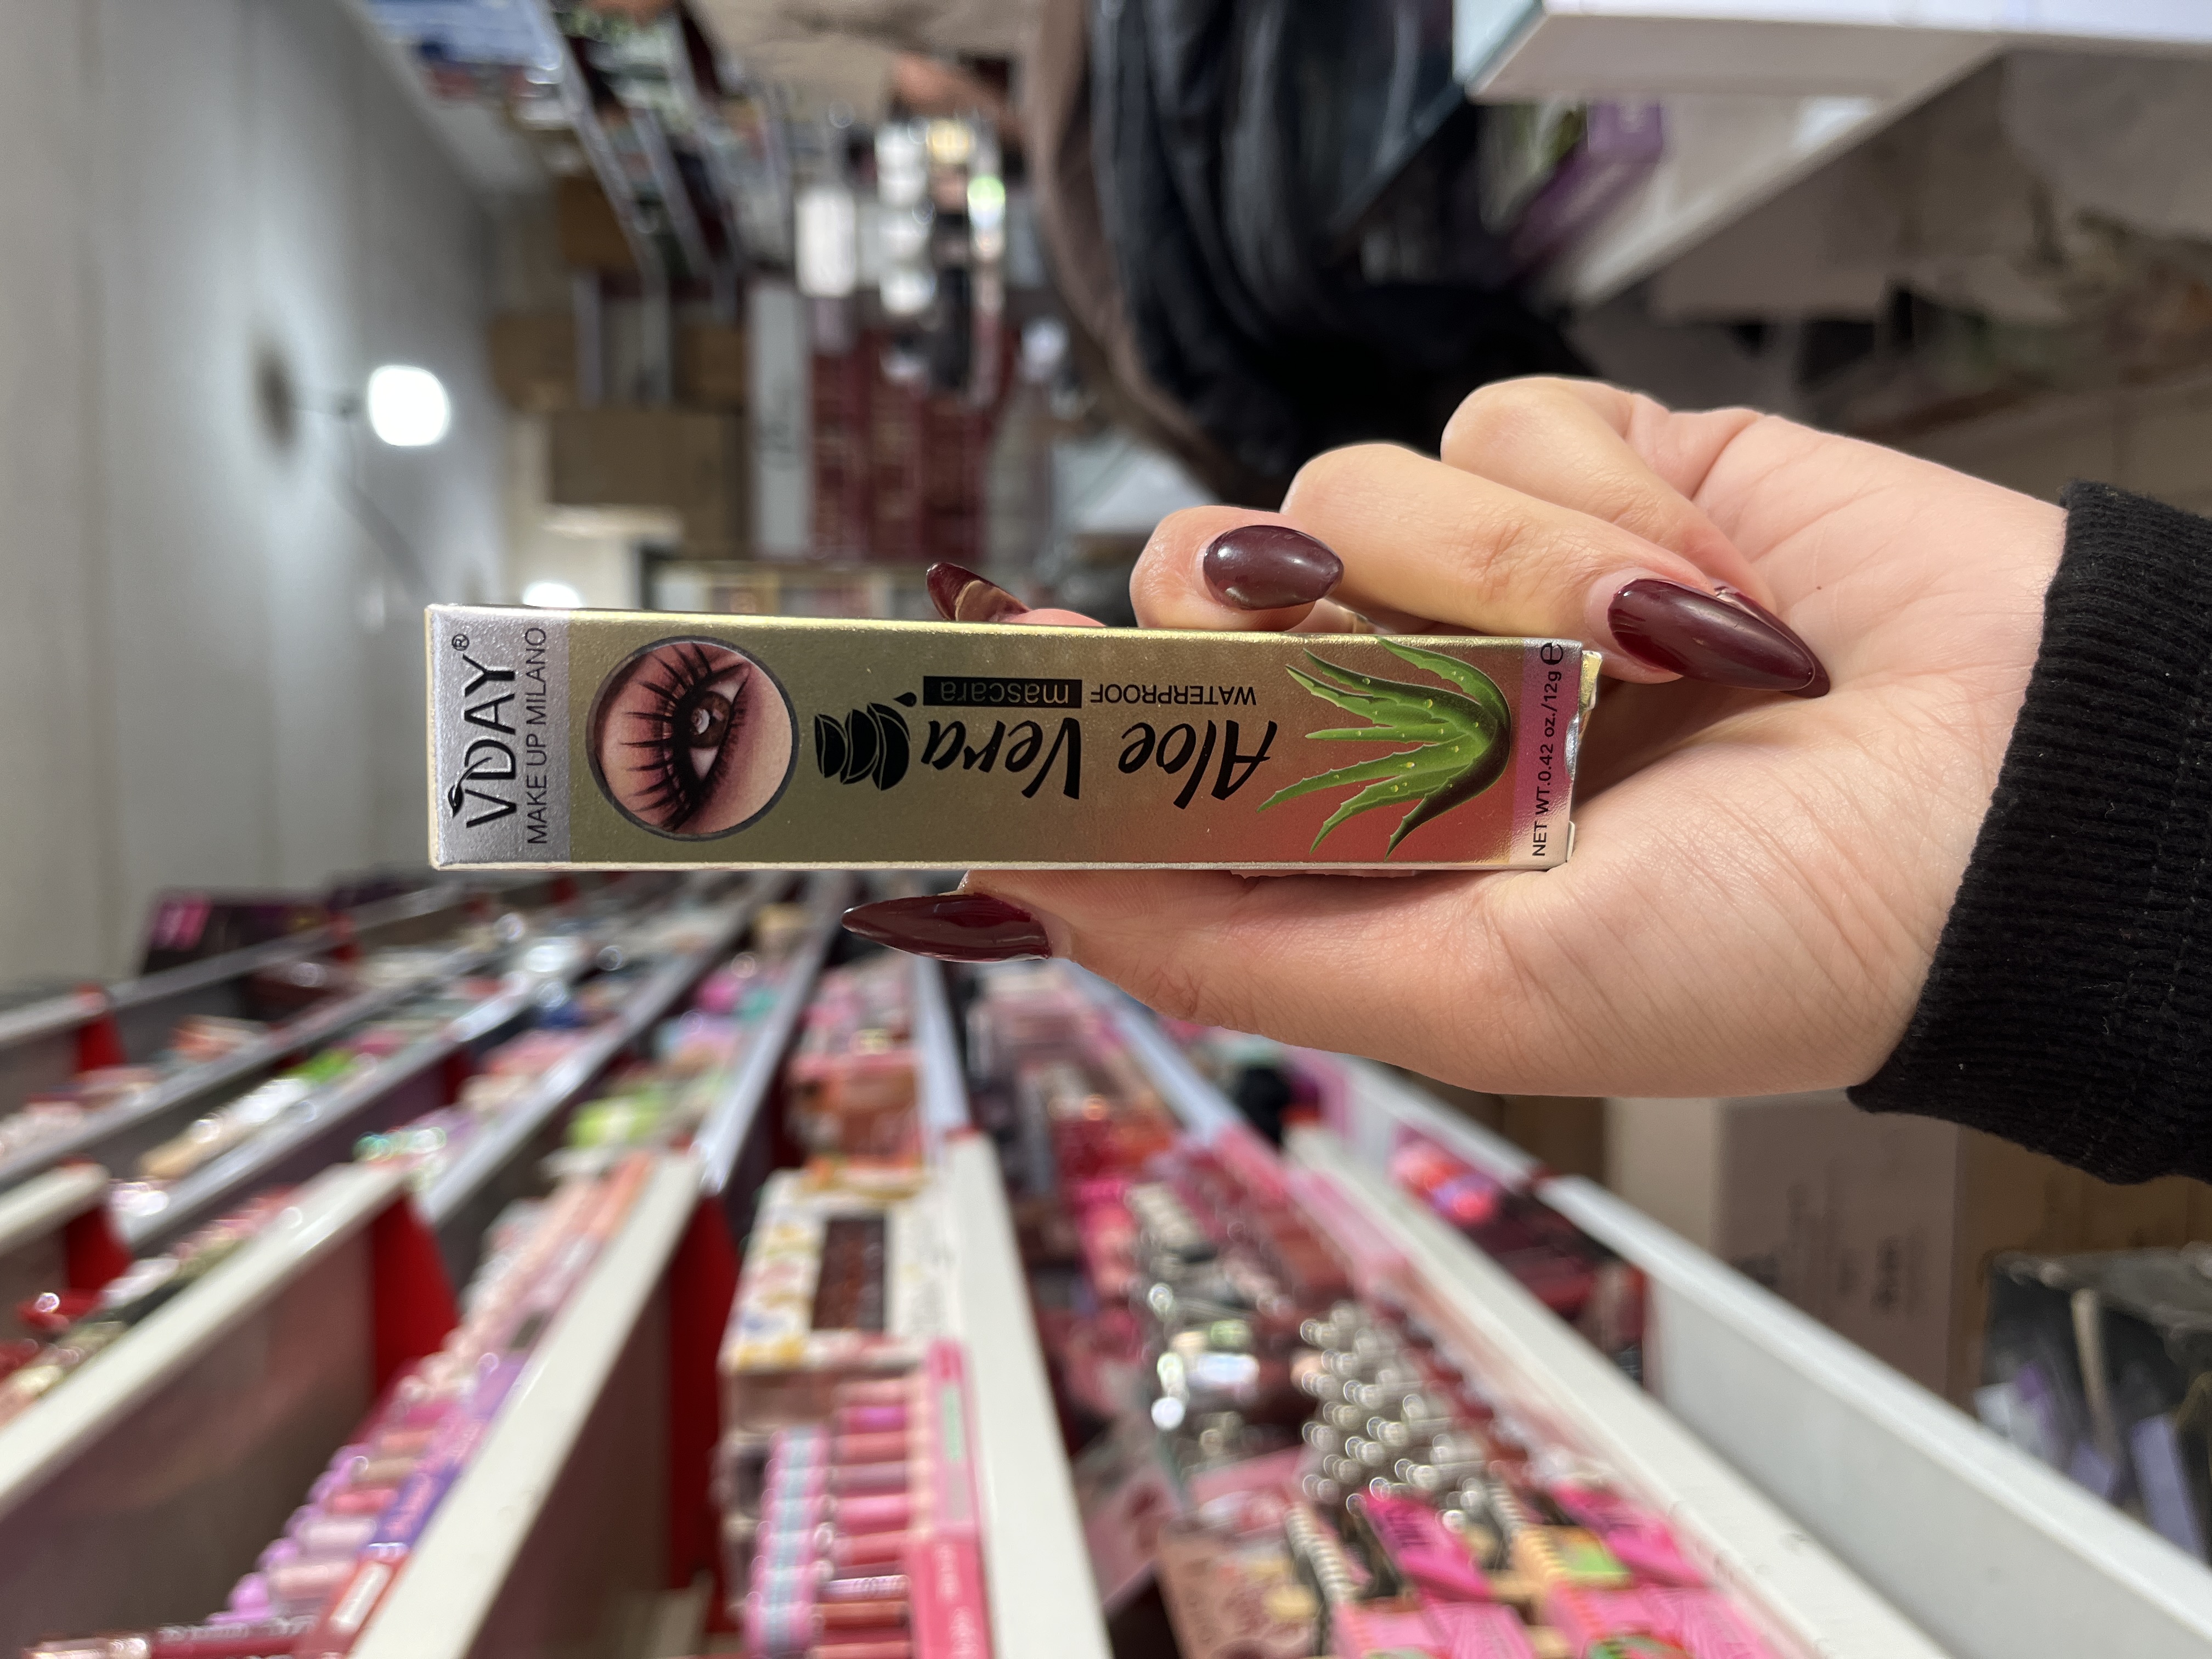 VDAY®
MAKE UP MILANO
Aloe Vera
WATERPROOF
mascara
NET WT.0.42 oz./12g ℮